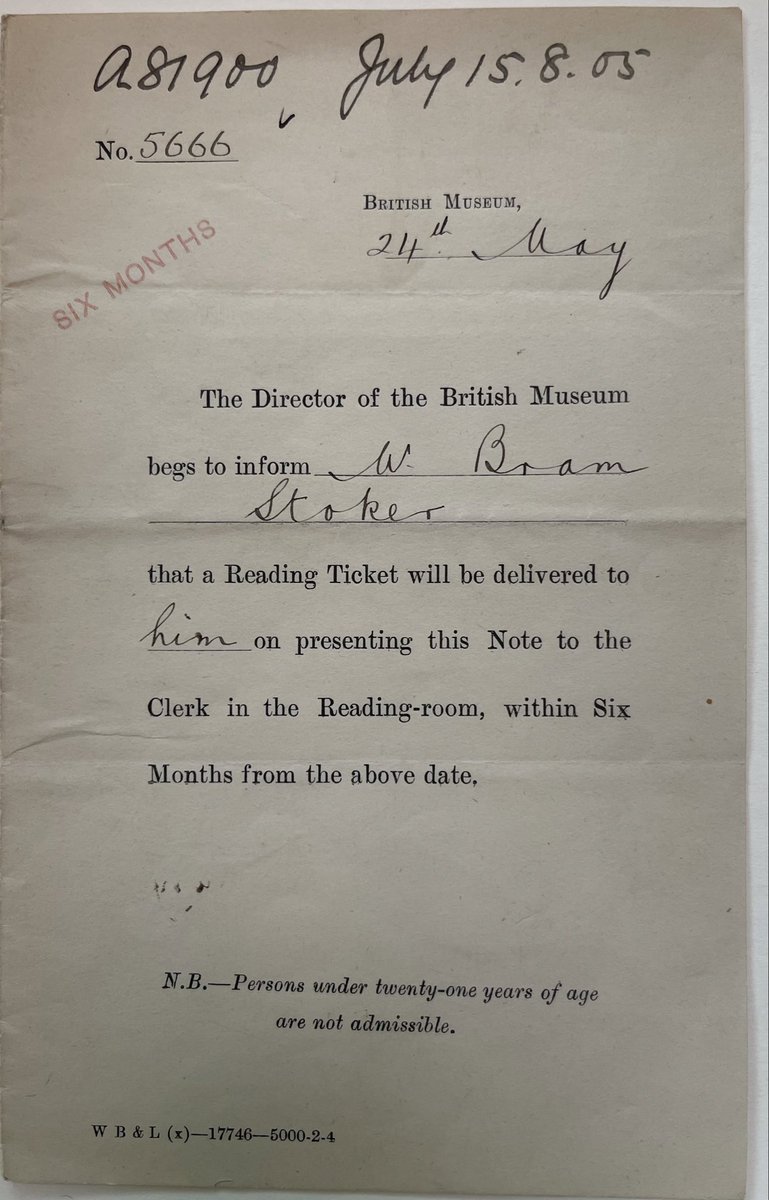 A81900 July 15.8.05
No. 5666
BRITISH MUSEUM,
24th May
SIX MONTHS
The Director of the British Museum
begs to inform Mr Bram
Stoker
that a Reading Ticket will be delivered to
him on presenting this Note to the
Clerk in the Reading-room, within Six
Months from the above date.
N.B.—Persons under twenty-one years of age
are not admissible.
W B & L (x)—17746—5000-2-4